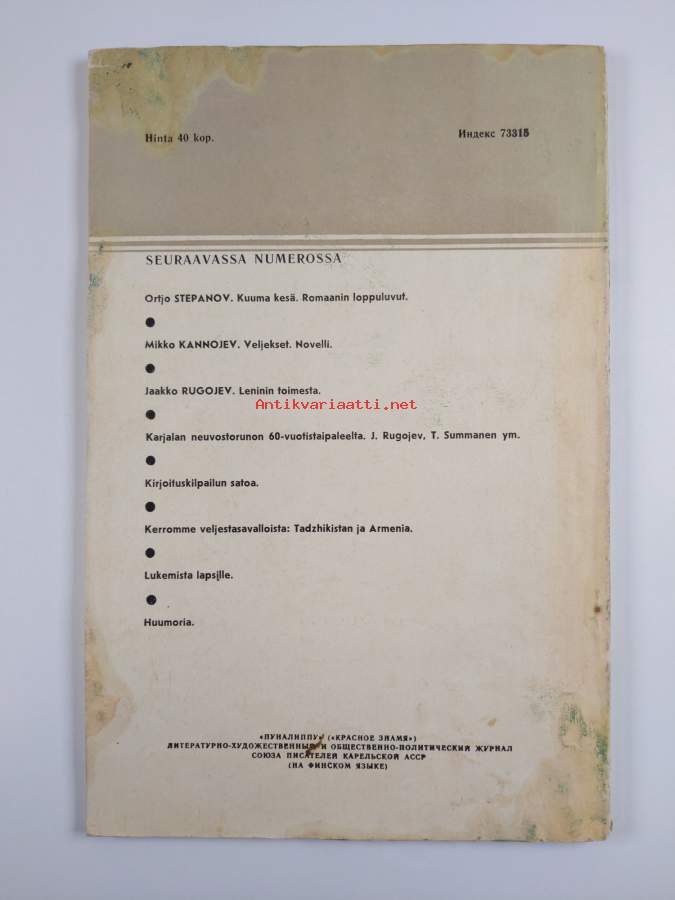 Hinta 40 kop.
Индекс 73315
SEURAAVASSA NUMEROSSA
Ortjo STEPANOV. Kuuma kesä. Romaanin loppuluvut.
Mikko KANNOJEV. Veljekset. Novelli.
Jaakko RUGOJEV. Leninin toimesta.
Antikvariaatti.net
Karjalan neuvostorunon 60-vuotistaipaleelta. J. Rugojev, T. Summanen ym.
Kirjoituskilpailun satoa.
Kerromme veljestasavalloista: Tadzhikistan ja Armenia.
Lukemista lapsille.
Huumoria.
«ПУНАЛИППУ» («КРАСНОЕ ЗНАМЯ»)
ЛИТЕРАТУРНО-ХУДОЖЕСТВЕННЫЙ И ОБЩЕСТВЕННО-ПОЛИТИЧЕСКИЙ ЖУРНАЛ
СОЮЗА ПИСАТЕЛЕЙ КАРЕЛЬСКОЙ АССР
(НА ФИНСКОМ ЯЗЫКЕ)